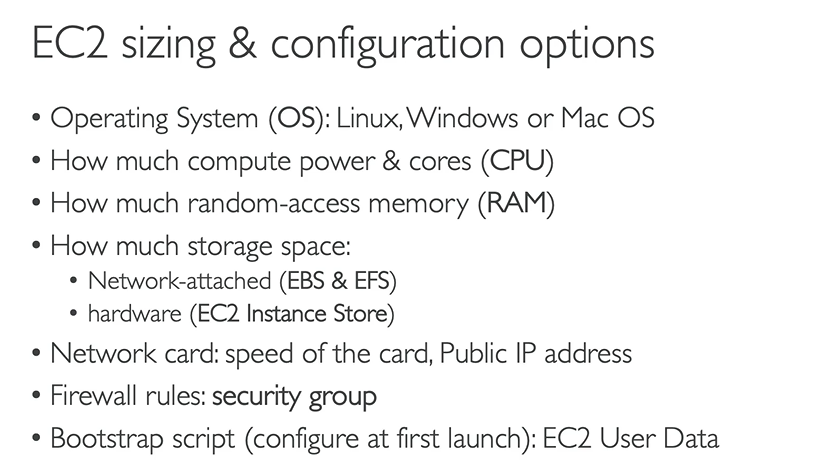 EC2 sizing & configuration options
• Operating System (OS): Linux, Windows or Mac OS
• How much compute power & cores (CPU)
• How much random-access memory (RAM)
• How much storage space:
• Network-attached (EBS & EFS)
• hardware (EC2 Instance Store)
• Network card: speed of the card, Public IP address
• Firewall rules: security group
• Bootstrap script (configure at first launch): EC2 User Data